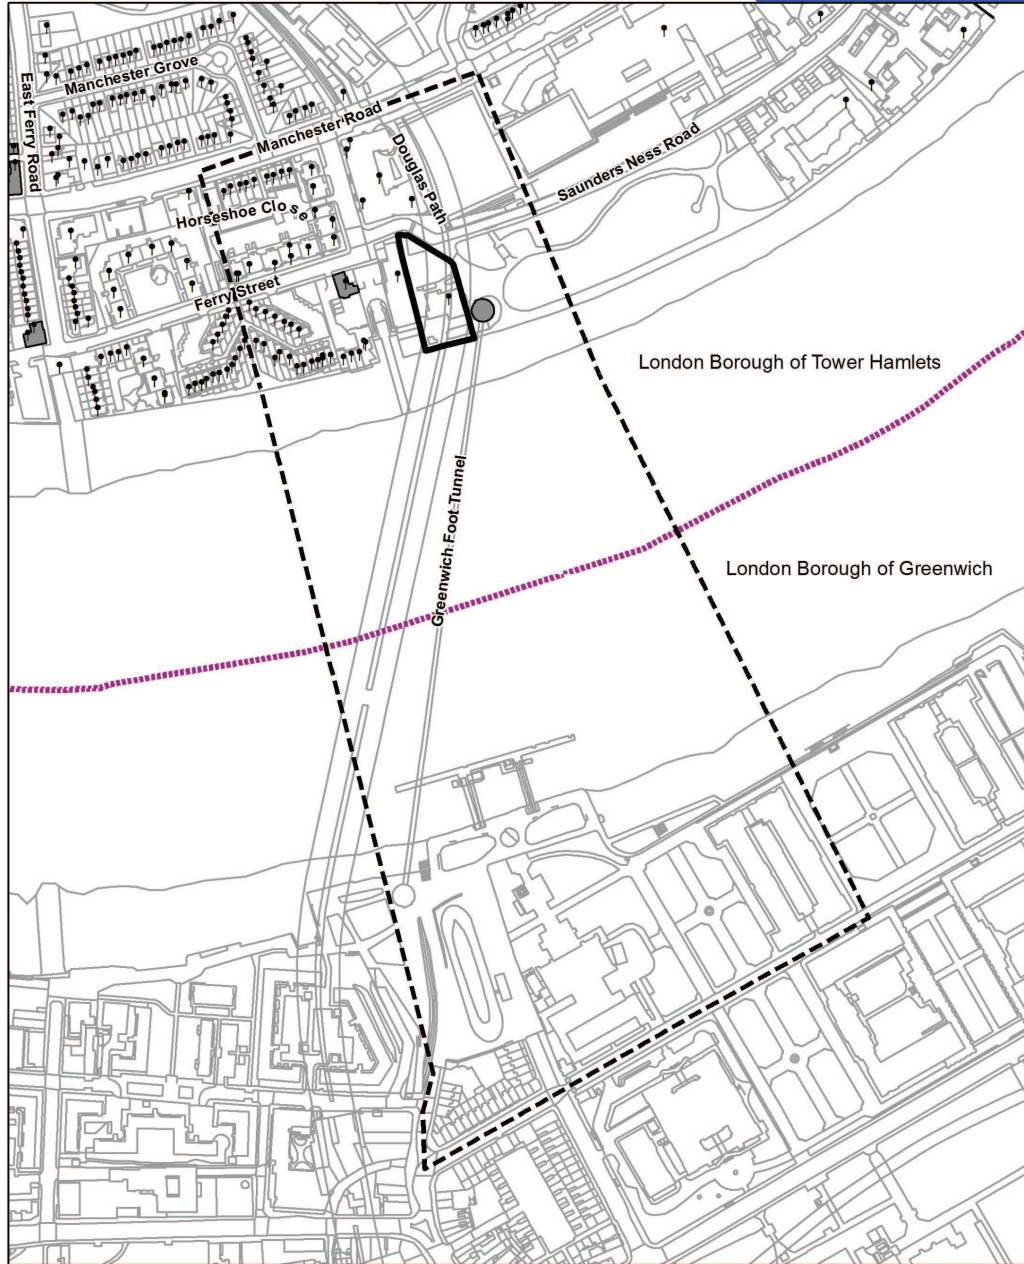 Manchester Grove
East Ferry Road
Manchester Road
Douglas Path
Saunders Ness Road
Horseshoe Close
Ferry Street
London Borough of Tower Hamlets
Greenwich Foot Tunnel
London Borough of Greenwich